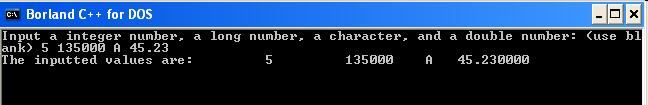 Borland C++ for DOS
Input a integer number, a long number, a character, and a double number: (use bl
ank) 5 135000 A 45.23
The inputted values are:         5         135000    A   45.230000